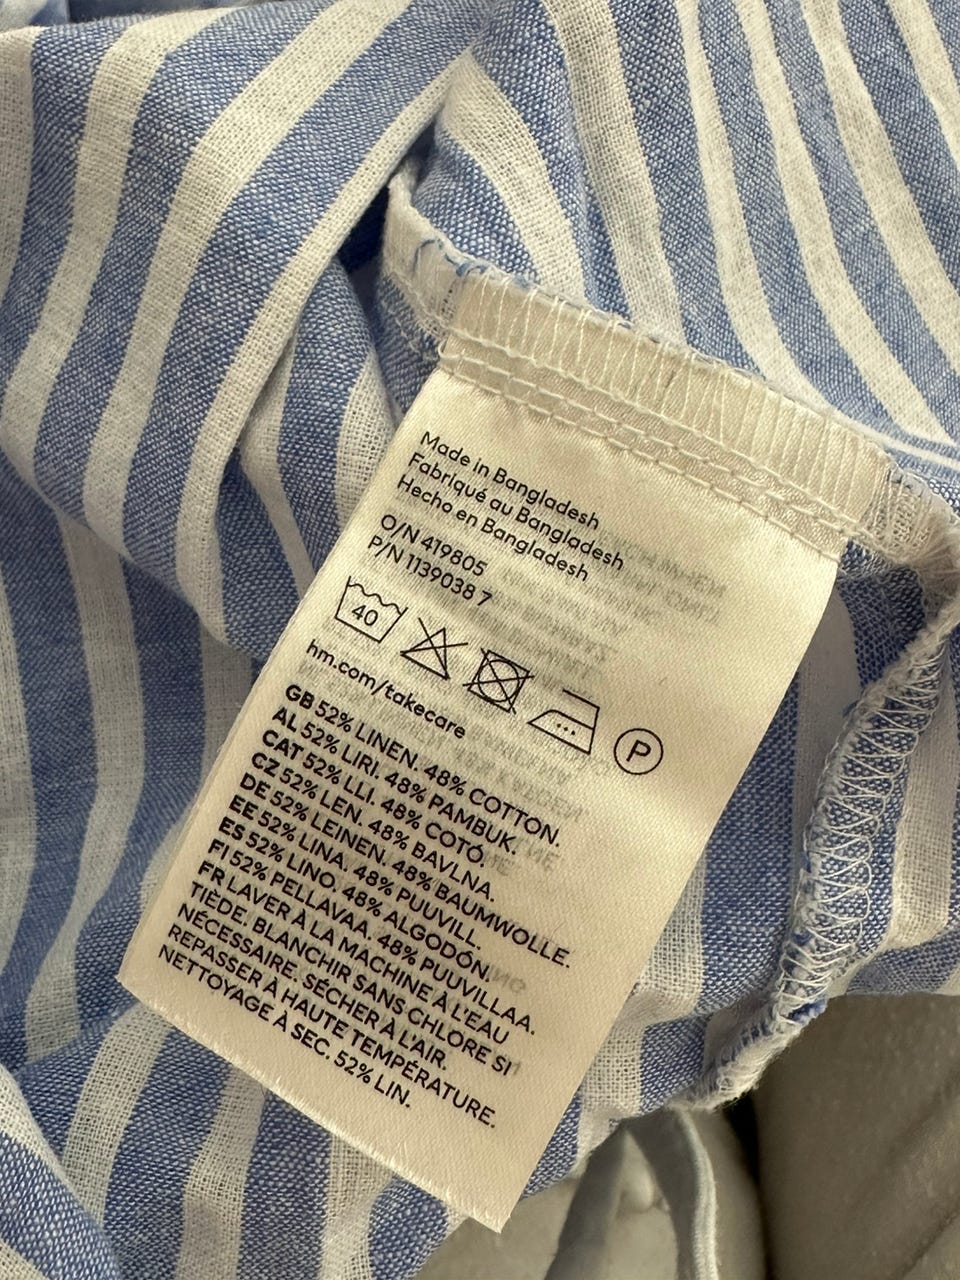 Made in Bangladesh
Fabriqué au Bangladesh
Hecho en Bangladesh
O/N 419805
P/N 1139038 7
40
P
hm.com/takecare
GB 52% LINEN. 48% COTTON.
AL 52% LIRI. 48% PAMBUK.
CAT 52% LLI. 48% COTÓ.
CZ 52% LEN. 48% BAVLNA.
DE 52% LEINEN. 48% BAUMWOLLE.
EE 52% LINA. 48% PUUVILL.
ES 52% LINO. 48% ALGODÓN.
FI 52% PELLAVAA. 48% PUUVILLAA.
FR LAVER À LA MACHINE À L'EAU
TIÈDE. BLANCHIR SANS CHLORE SI
NÉCESSAIRE. SÉCHER À L'AIR.
REPASSER À HAUTE TEMPÉRATURE.
NETTOYAGE À SEC. 52% LIN.